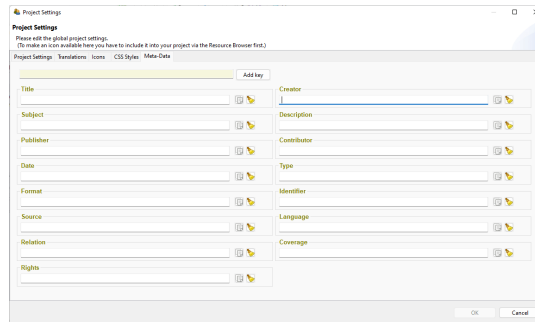 Project Settings
Project Settings
Please edit the global project settings.
(To make an icon available here you have to include it into your project via the Resource Browser first.)
Project Settings Translations Icons CSS Styles Meta-Data
Add key
Title Creator
Subject Description
Publisher Contributor
Date Type
Format Identifier
Source Language
Relation Coverage
Rights
OK Cancel